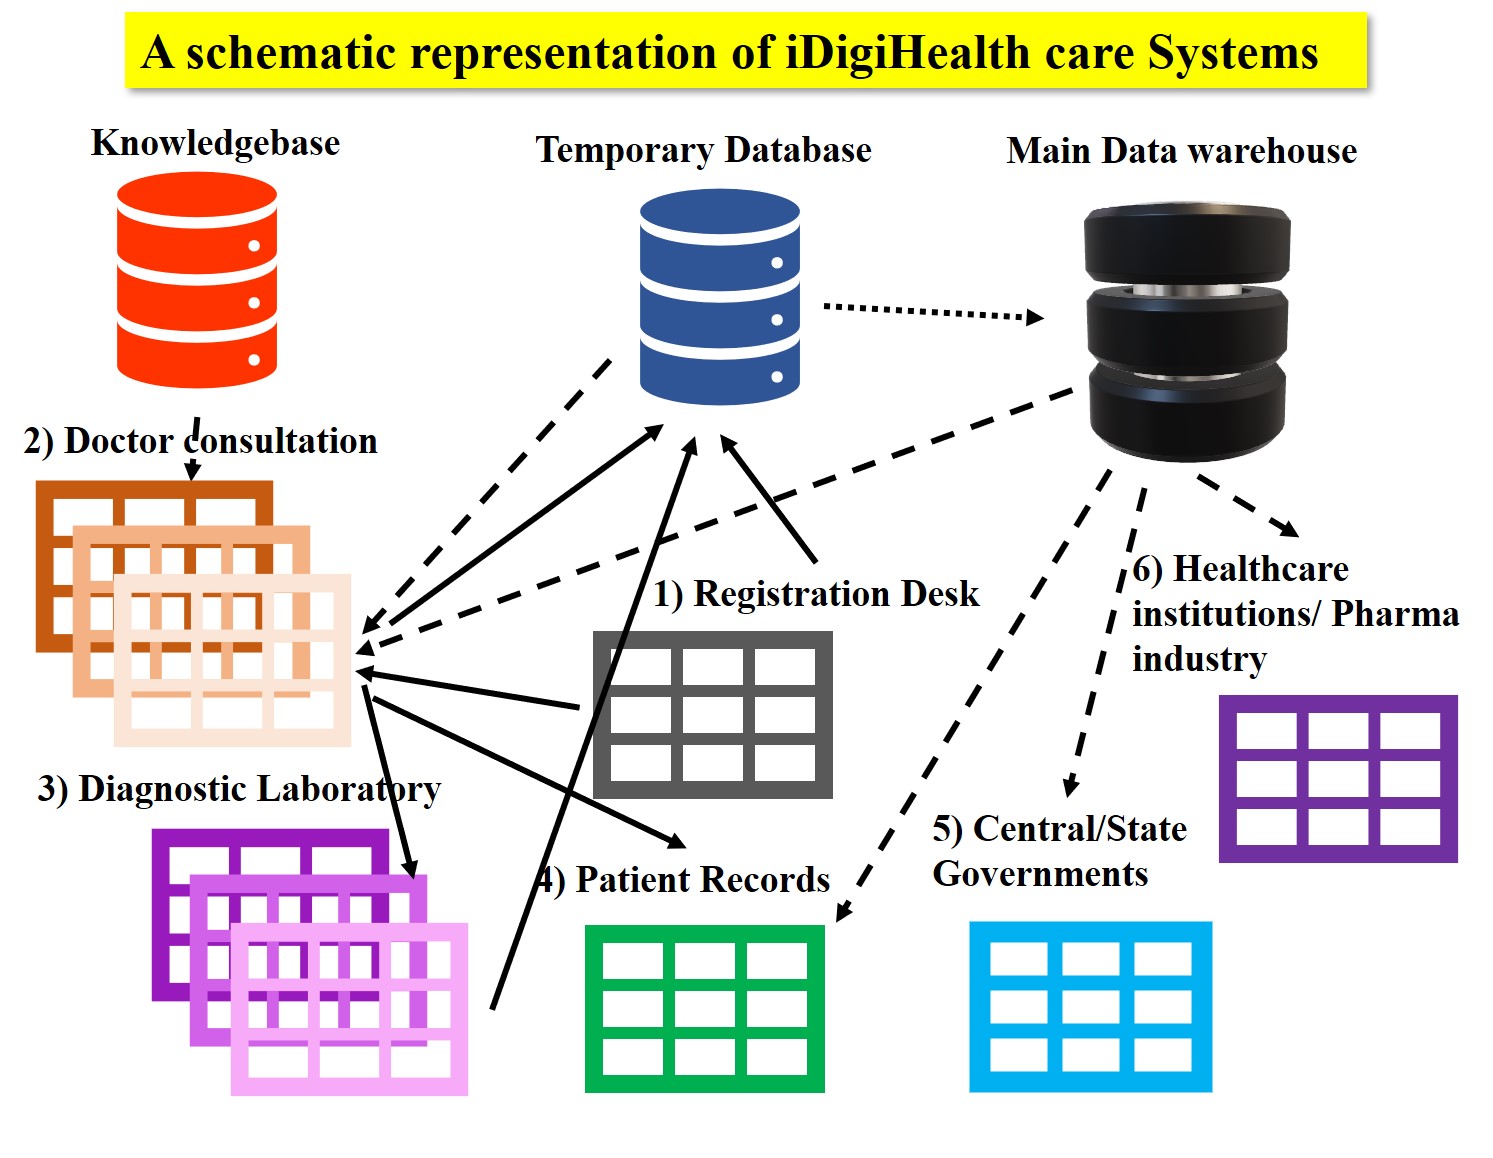 A schematic representation of iDigiHealth care Systems
Knowledgebase
Temporary Database
Main Data warehouse
2) Doctor consultation
1) Registration Desk
6) Healthcare
institutions/ Pharma
industry
3) Diagnostic Laboratory
4) Patient Records
5) Central/State
Governments